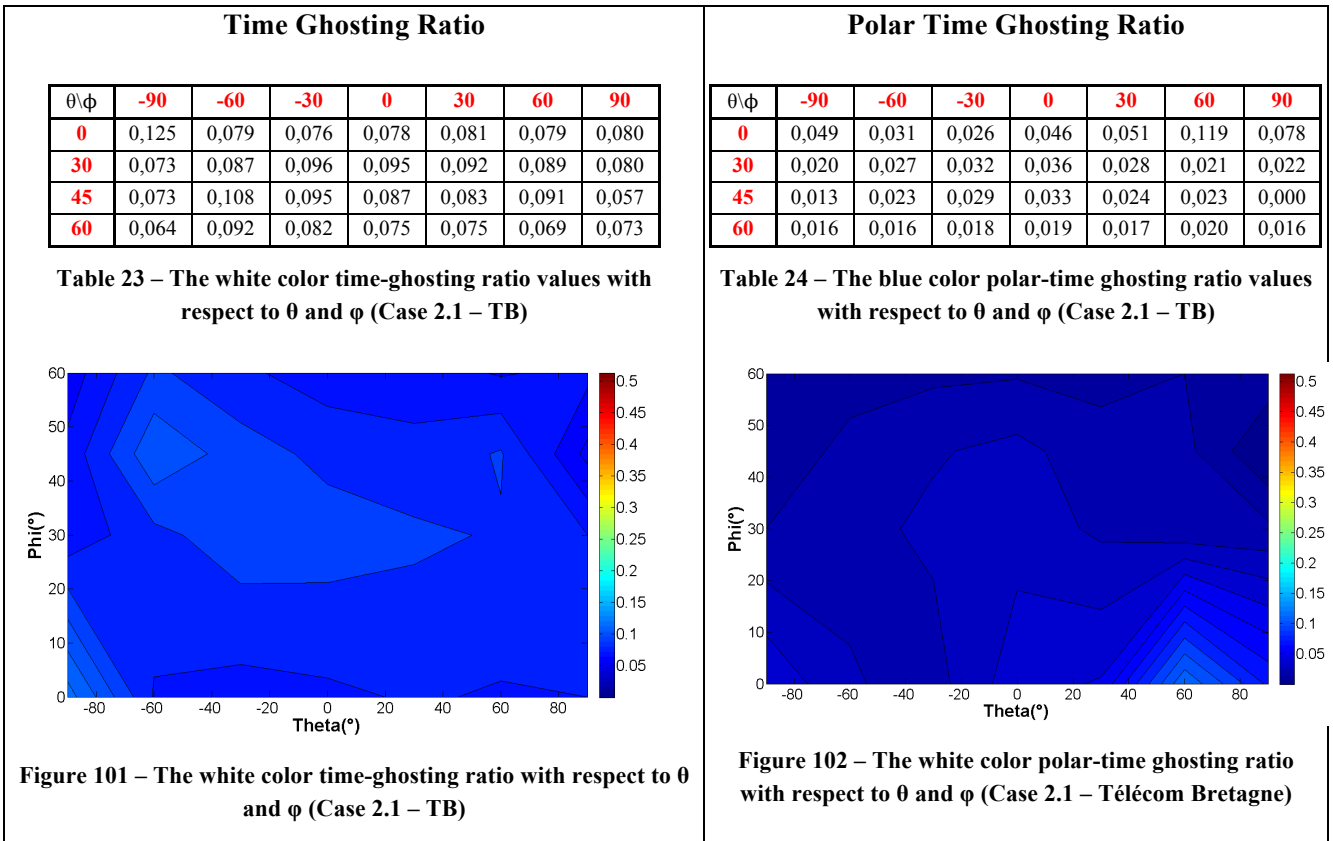 Time Ghosting Ratio
θ\ϕ -90 -60 -30 0 30 60 90
0 0,125 0,079 0,076 0,078 0,081 0,079 0,080
30 0,073 0,087 0,096 0,095 0,092 0,089 0,080
45 0,073 0,108 0,095 0,087 0,083 0,091 0,057
60 0,064 0,092 0,082 0,075 0,075 0,069 0,073
Table 23 – The white color time-ghosting ratio values with
respect to θ and φ (Case 2.1 – TB)
60
50
40
30
20
10
0
Phi(°)
-80 -60 -40 -20 0 20 40 60 80
Theta(°)
0.5
0.45
0.4
0.35
0.3
0.25
0.2
0.15
0.1
0.05
Figure 101 – The white color time-ghosting ratio with respect to θ
and φ (Case 2.1 – TB)
Polar Time Ghosting Ratio
θ\ϕ -90 -60 -30 0 30 60 90
0 0,049 0,031 0,026 0,046 0,051 0,119 0,078
30 0,020 0,027 0,032 0,036 0,028 0,021 0,022
45 0,013 0,023 0,029 0,033 0,024 0,023 0,000
60 0,016 0,016 0,018 0,019 0,017 0,020 0,016
Table 24 – The blue color polar-time ghosting ratio values
with respect to θ and φ (Case 2.1 – TB)
60
50
40
30
20
10
0
Phi(°)
-80 -60 -40 -20 0 20 40 60 80
Theta(°)
0.5
0.45
0.4
0.35
0.3
0.25
0.2
0.15
0.1
0.05
Figure 102 – The white color polar-time ghosting ratio
with respect to θ and φ (Case 2.1 – Télécom Bretagne)